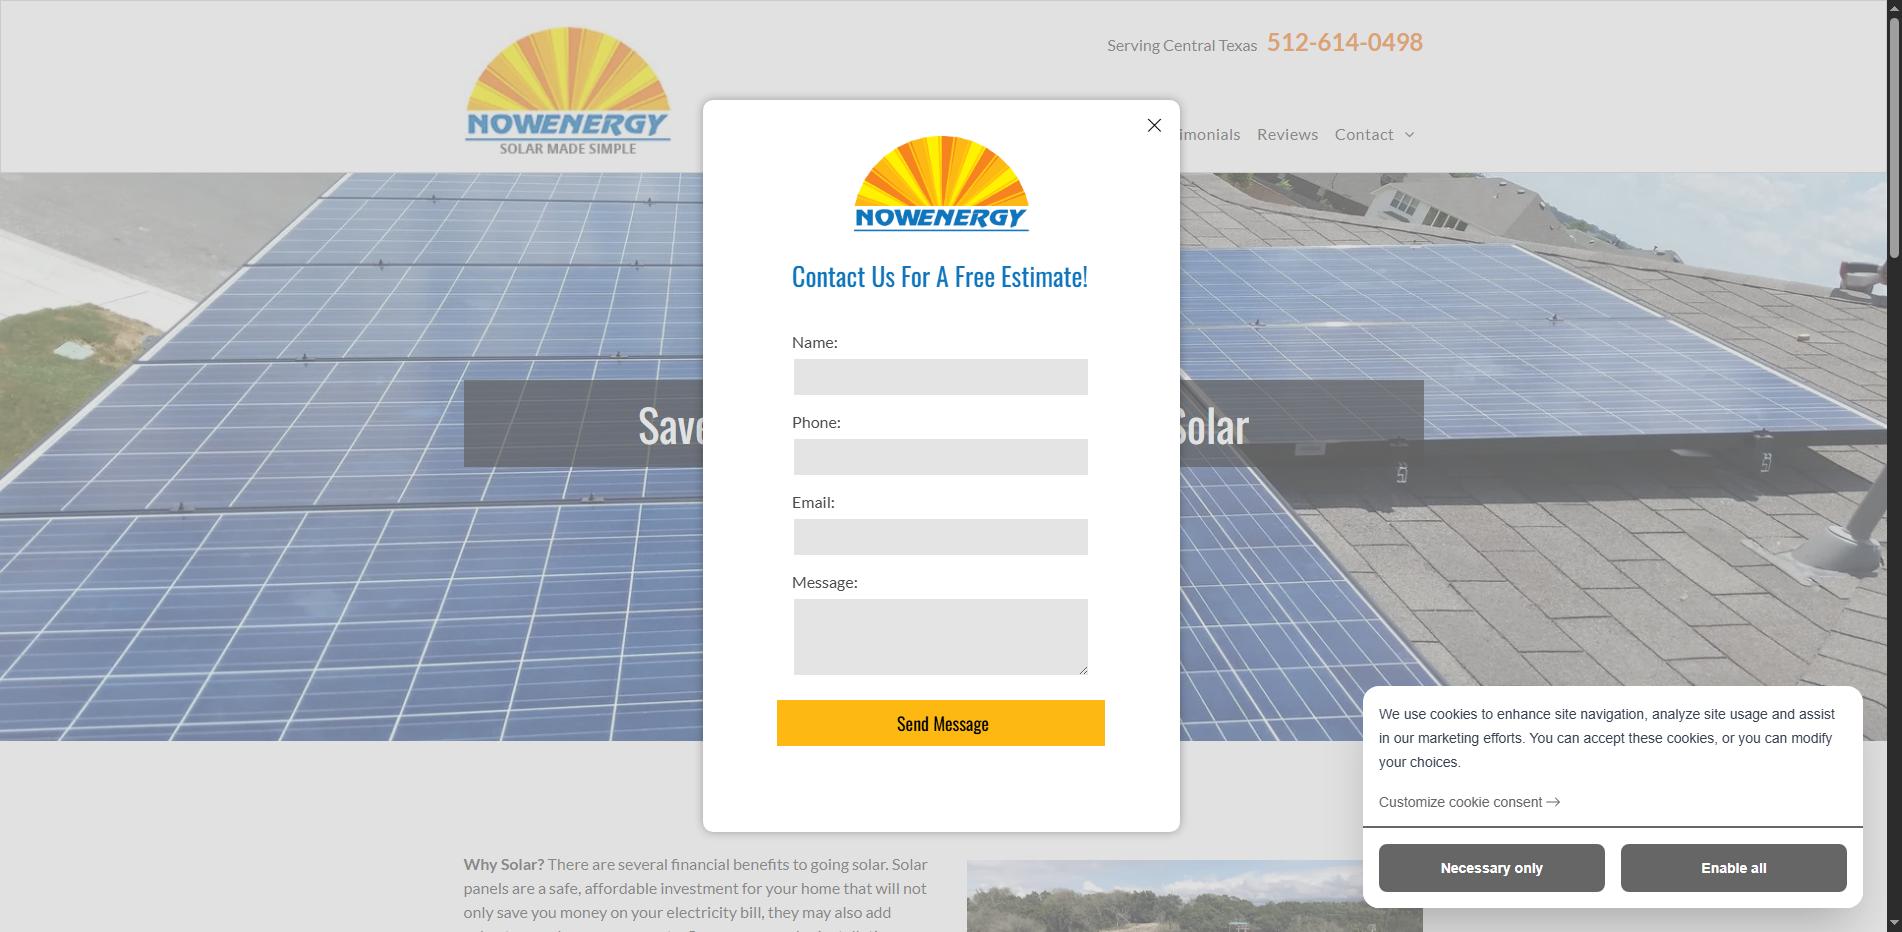 NOWENERGY
SOLAR MADE SIMPLE
Serving Central Texas 512-614-0498
Reviews Contact
NOWENERGY
Contact Us For A Free Estimate!
Name:
Phone:
Email:
Message:
Send Message
Save
Solar
Why Solar? There are several financial benefits to going solar. Solar
panels are a safe, affordable investment for your home that will not
only save you money on your electricity bill, they may also add
We use cookies to enhance site navigation, analyze site usage and assist
in our marketing efforts. You can accept these cookies, or you can modify
your choices.
Customize cookie consent
Necessary only
Enable all